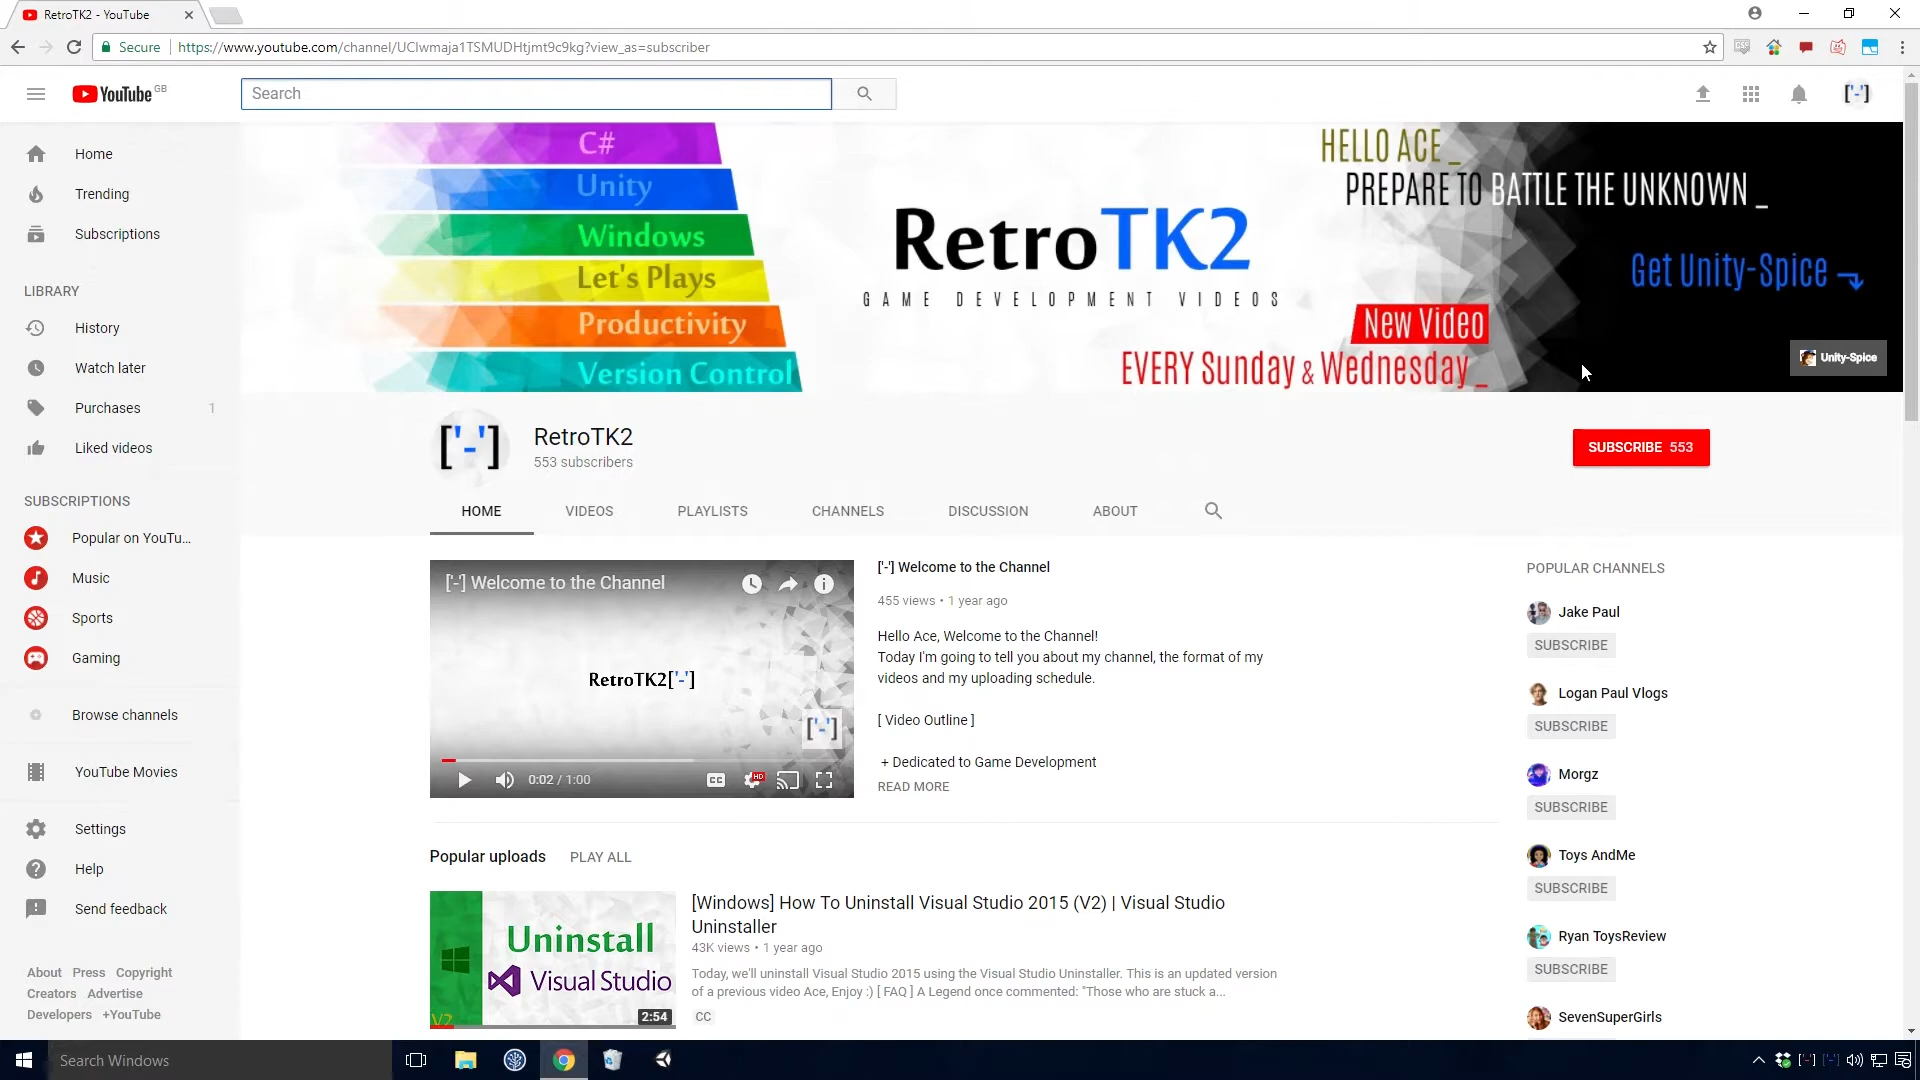 RetroTK2 - YouTube
Secure
https://www.youtube.com/channel/UClwmaja1TSMUDHtjmt9c9kg?view_as=subscriber
YouTube GB
Search
['-']
Home
Trending
Subscriptions
LIBRARY
History
Watch later
Purchases 1
Liked videos
SUBSCRIPTIONS
Popular on YouTu...
Music
Sports
Gaming
Browse channels
YouTube Movies
Settings
Help
Send feedback
About Press Copyright
Creators Advertise
Developers +YouTube
C#
Unity
Windows
Let's Plays
Productivity
Version Control
RetroTK2
GAME DEVELOPMENT VIDEOS
HELLO ACE _
PREPARE TO BATTLE THE UNKNOWN _
Get Unity-Spice
New Video
EVERY Sunday & Wednesday _
Unity-Spice
['-']
RetroTK2
553 subscribers
SUBSCRIBE 553
HOME
VIDEOS
PLAYLISTS
CHANNELS
DISCUSSION
ABOUT
['-'] Welcome to the Channel
RetroTK2['-']
['-']
0:02 / 1:00
CC
HD
['-'] Welcome to the Channel
455 views • 1 year ago
Hello Ace, Welcome to the Channel!
Today I'm going to tell you about my channel, the format of my
videos and my uploading schedule.
[ Video Outline ]
+ Dedicated to Game Development
READ MORE
Popular uploads PLAY ALL
Uninstall
Visual Studio
V2
2:54
[Windows] How To Uninstall Visual Studio 2015 (V2) | Visual Studio
Uninstaller
43K views • 1 year ago
Today, we'll uninstall Visual Studio 2015 using the Visual Studio Uninstaller. This is an updated version
of a previous video Ace, Enjoy :) [ FAQ ] A Legend once commented: "Those who are stuck a...
CC
POPULAR CHANNELS
Jake Paul
SUBSCRIBE
Logan Paul Vlogs
SUBSCRIBE
Morgz
SUBSCRIBE
Toys AndMe
SUBSCRIBE
Ryan ToysReview
SUBSCRIBE
SevenSuperGirls
Search Windows
['-']
['-']